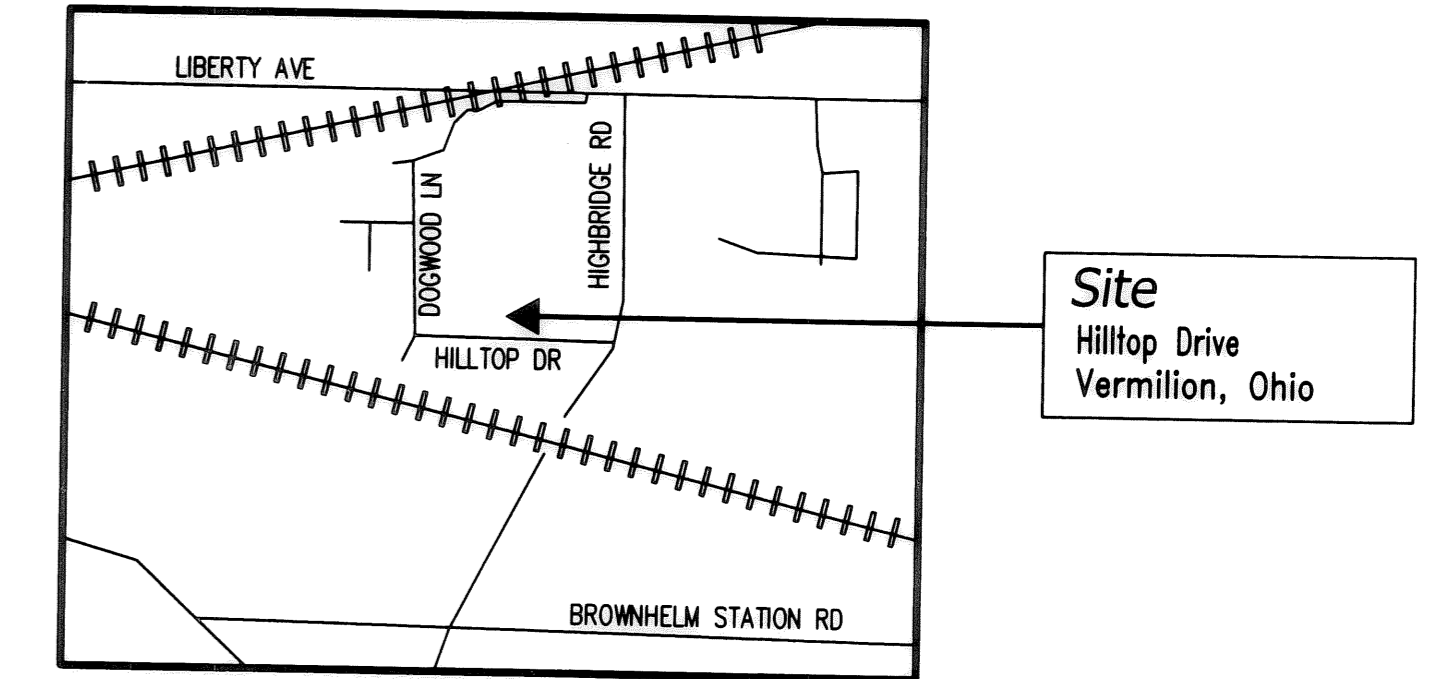 LIBERTY AVE
DOGWOOD LN
HIGHBRIDGE RD
HILLTOP DR
Site
Hilltop Drive
Vermilion, Ohio
BROWNHELM STATION RD